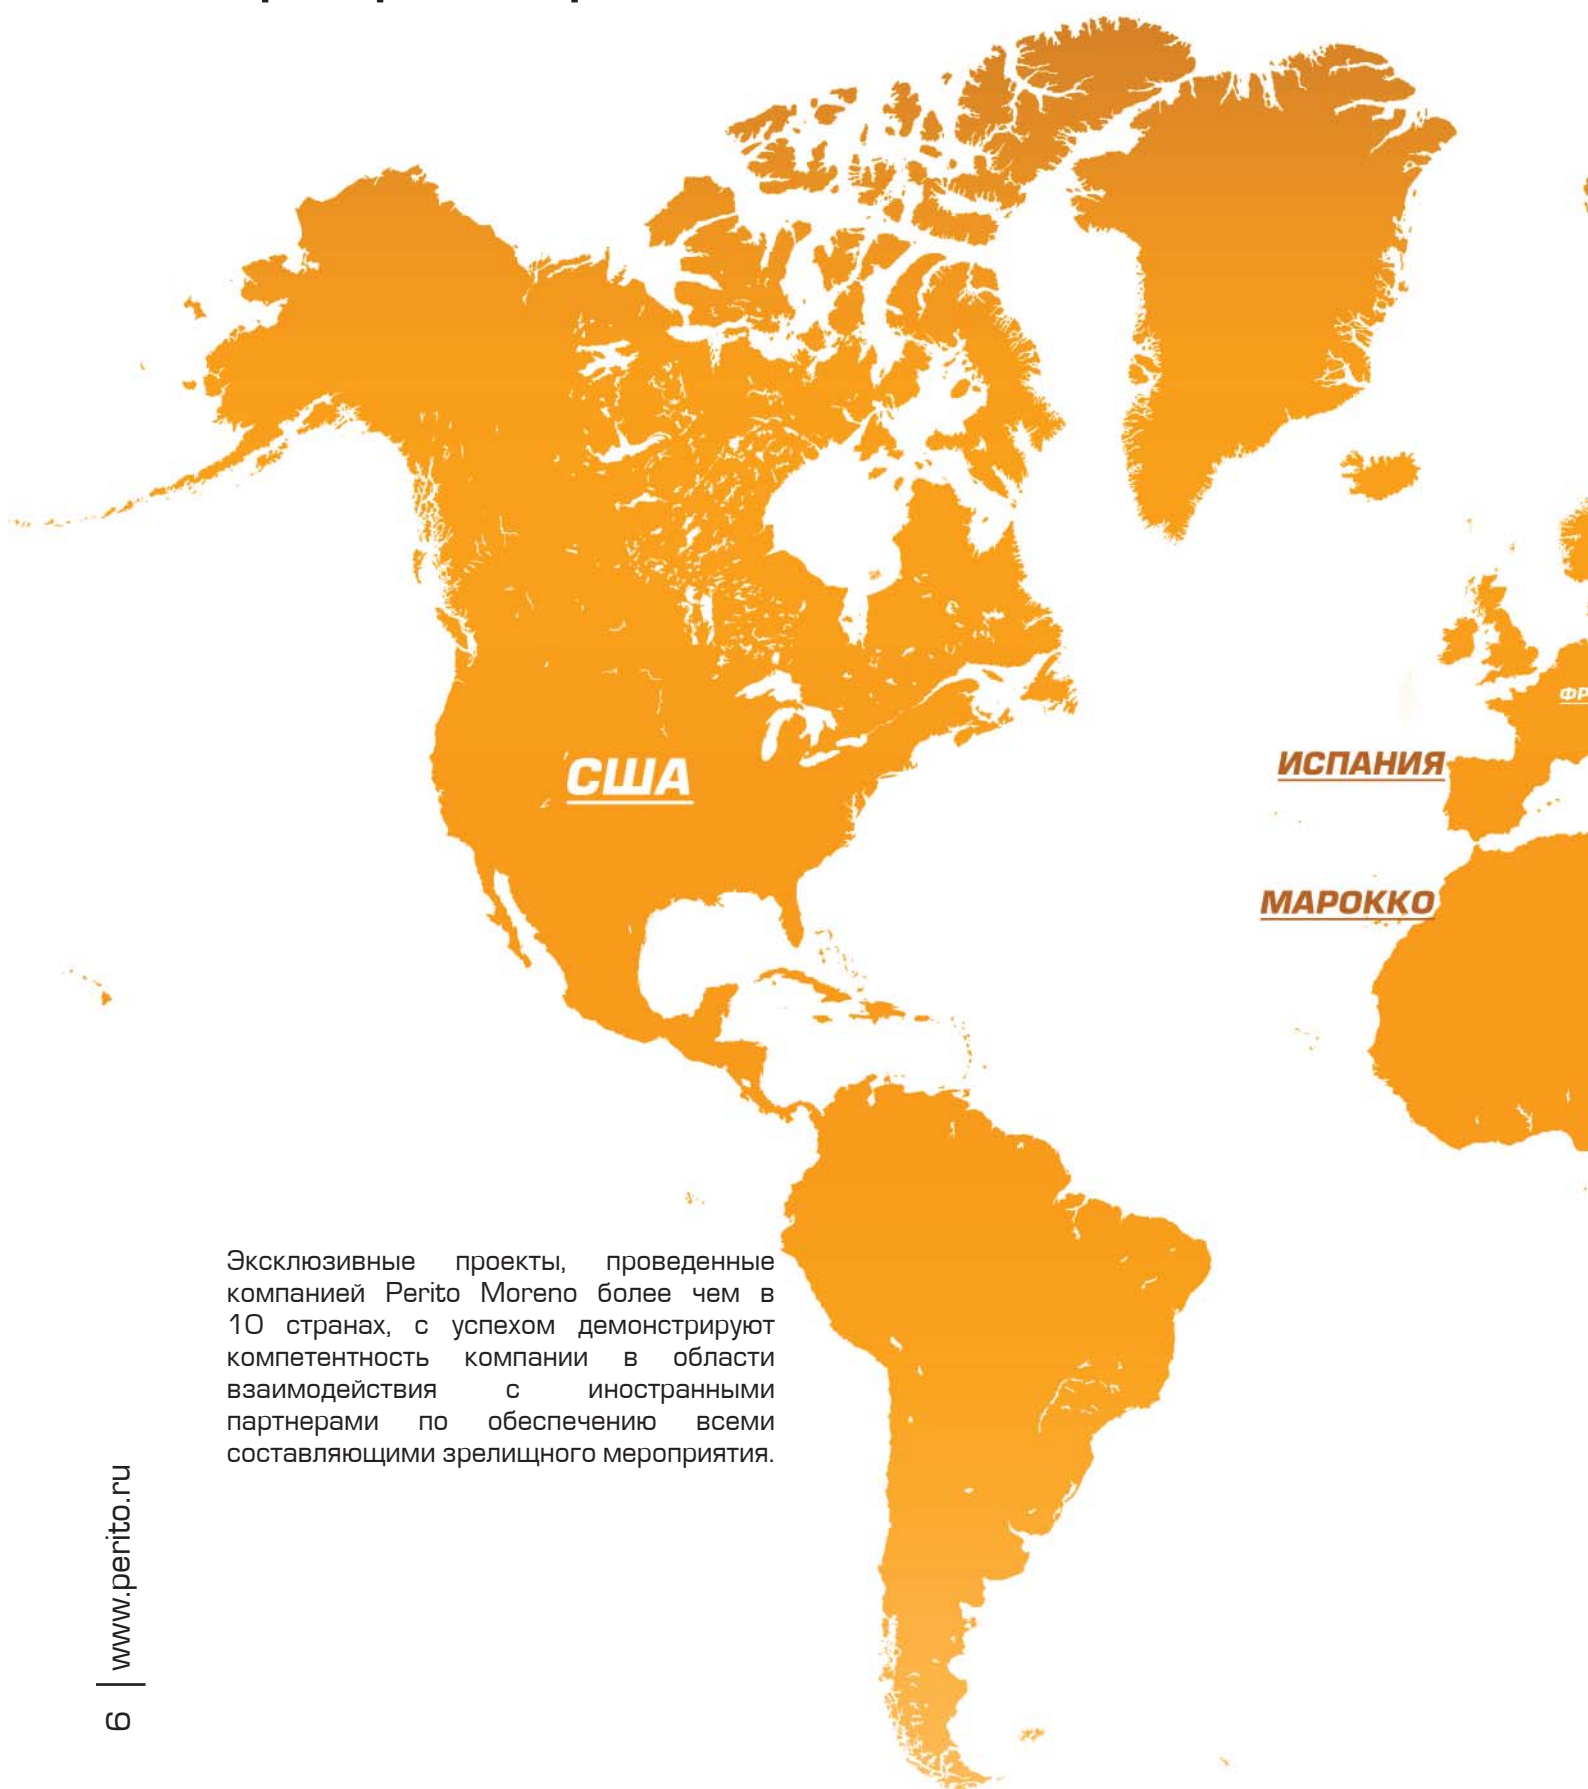 США
ФР
ИСПАНИЯ
МАРОККО
Эксклюзивные проекты, проведенные
компанией Perito Moreno более чем в
10 странах, с успехом демонстрируют
компетентность компании в области
взаимодействия с иностранными
партнерами по обеспечению всеми
составляющими зрелищного мероприятия.
6 | www.perito.ru